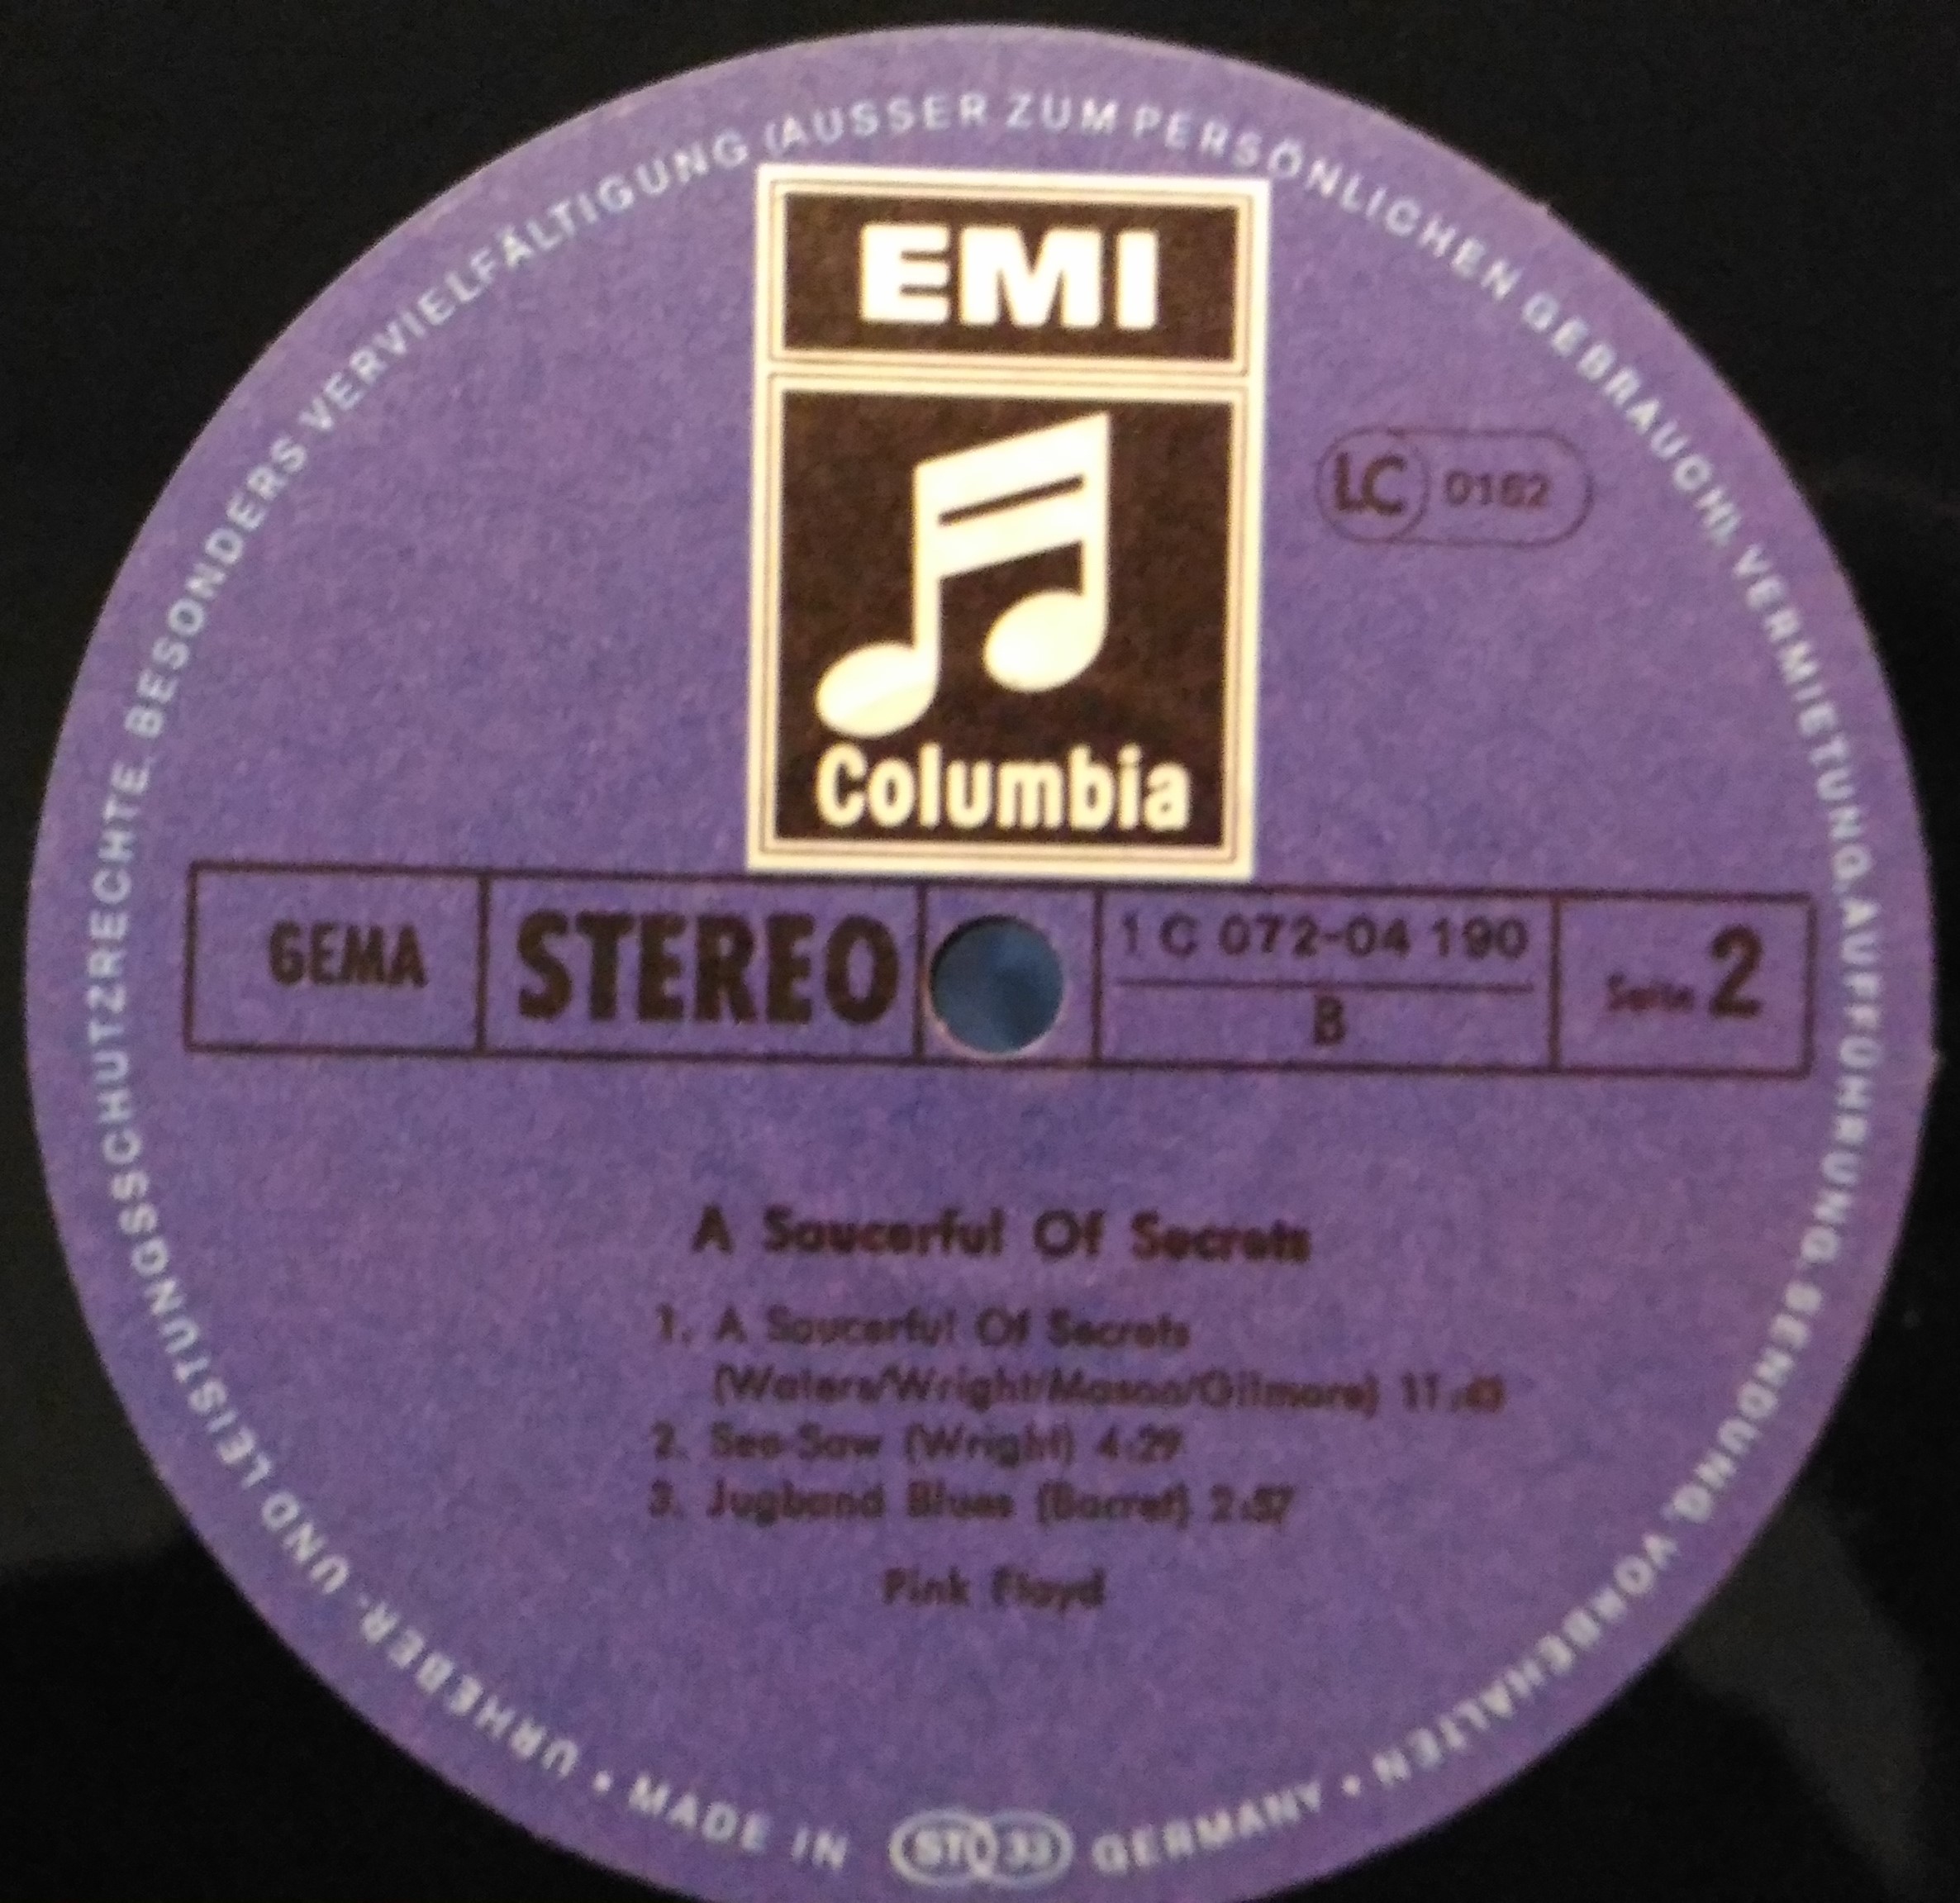 URHEBER- UND LEISTUNGSSCHUTZRECHTE, BESONDERS VERVIELFÄLTIGUNG (AUSSER ZUM PERSÖNLICHEN GEBRAUCH), VERMIETUNG, AUFFÜHRUNG, SENDUNG, VORBEHALTEN
EMI
LC 0162
Columbia
GEMA STEREO 1 C 072-04 190
B
Seite 2
A Saucerful Of Secrets
1. A Saucerful Of Secrets
(Waters/Wright/Mason/Gilmore)
2. See-Saw (Wright) 4:29
3. Jugband Blues (Barret) 2:57
Pink Floyd
• MADE IN ST 33 GERMANY •